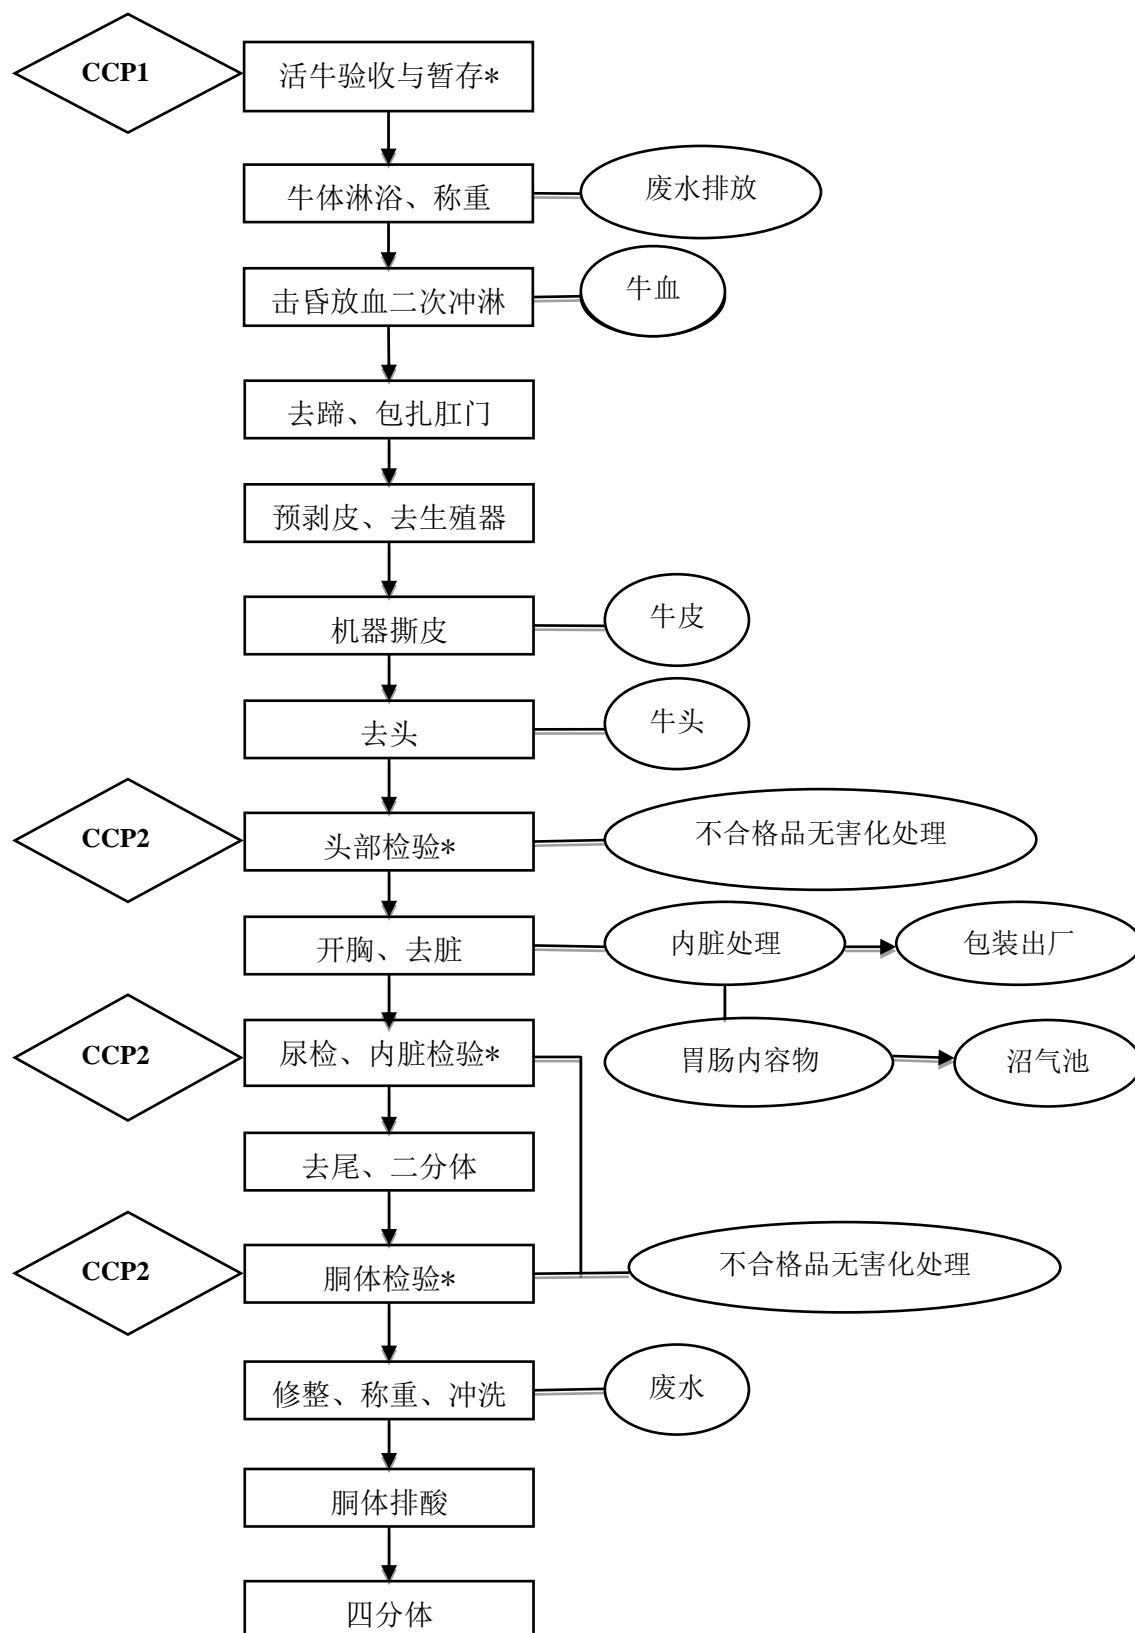 CCP1
活牛验收与暂存*
牛体淋浴、称重
废水排放
击昏放血二次冲淋
牛血
去蹄、包扎肛门
预剥皮、去生殖器
机器撕皮
牛皮
去头
牛头
CCP2
头部检验*
不合格品无害化处理
开胸、去脏
内脏处理
包装出厂
CCP2
尿检、内脏检验*
胃肠内容物
沼气池
去尾、二分体
CCP2
胴体检验*
不合格品无害化处理
修整、称重、冲洗
废水
胴体排酸
四分体